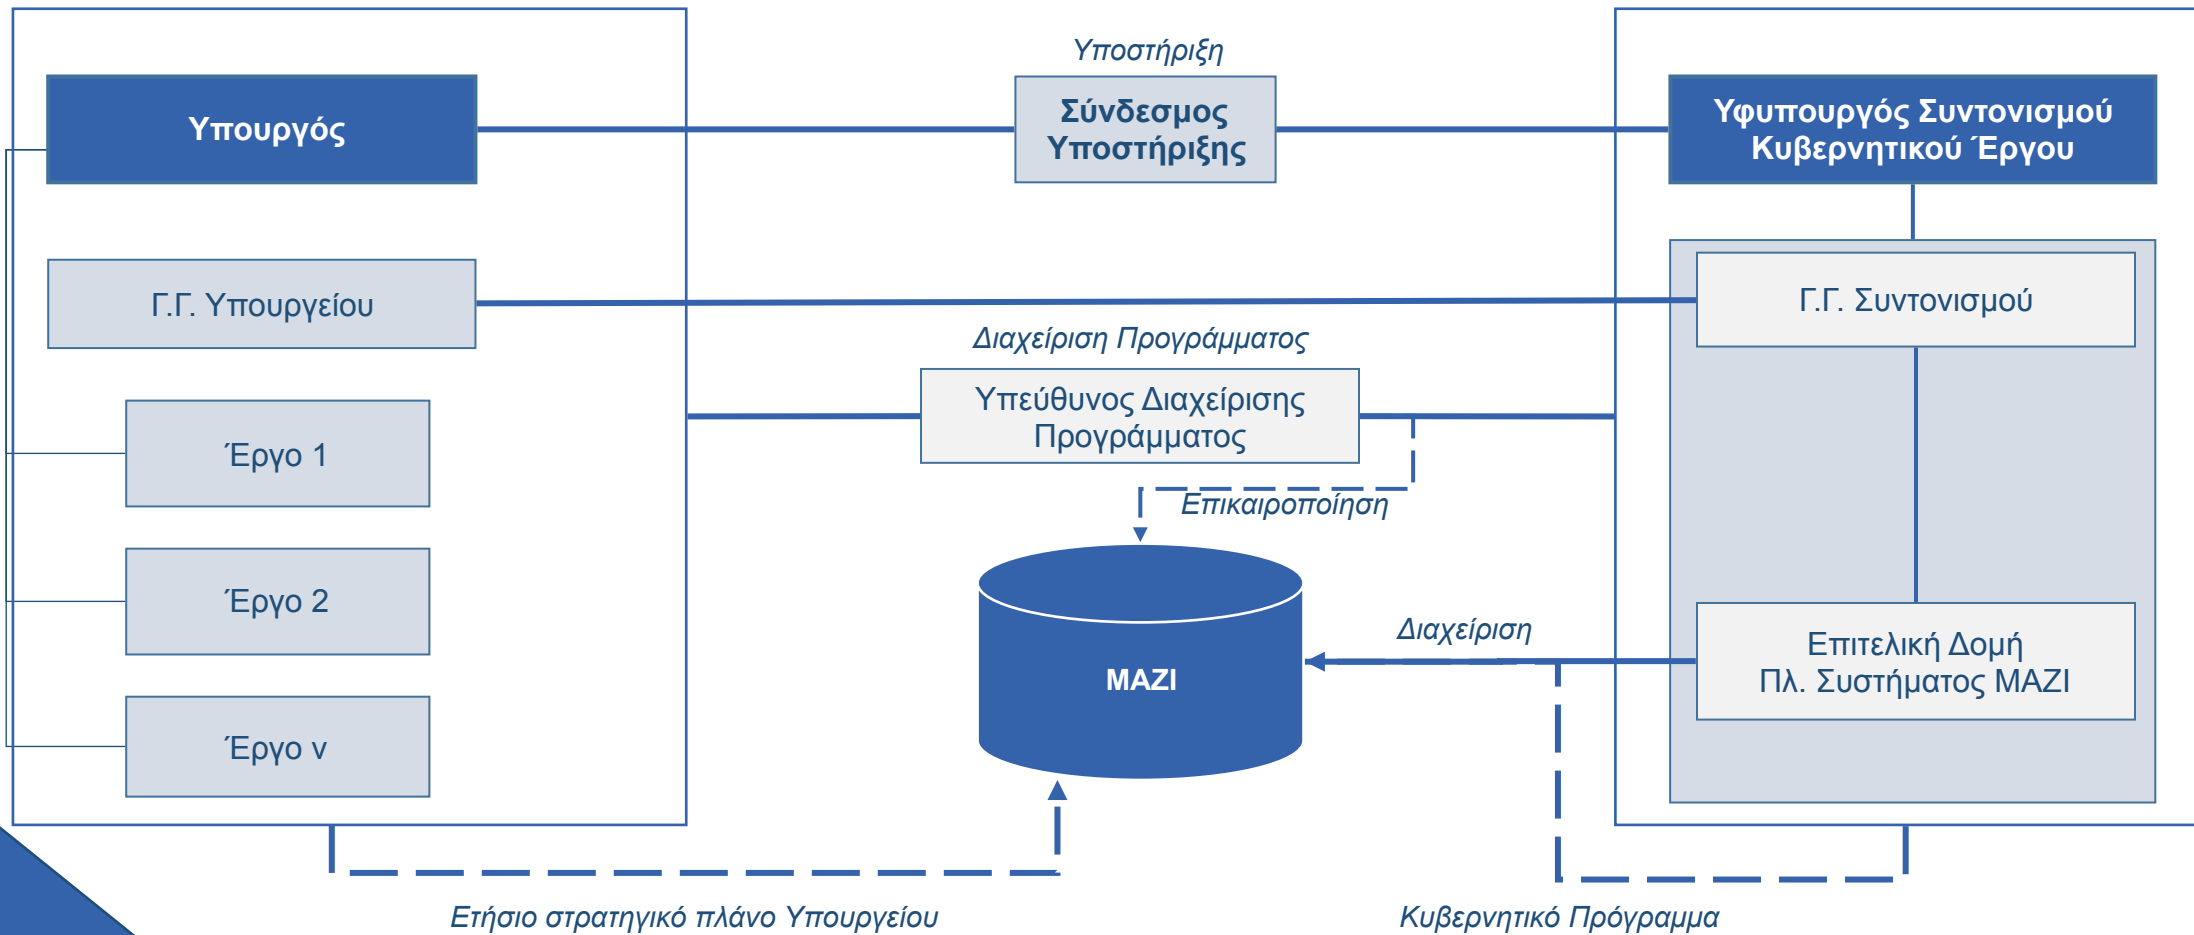 Υποστήριξη
Υπουργός
Σύνδεσμος
Υποστήριξης
Υφυπουργός Συντονισμού
Κυβερνητικού Έργου
Γ.Γ. Υπουργείου
Γ.Γ. Συντονισμού
Διαχείριση Προγράμματος
Υπεύθυνος Διαχείρισης
Προγράμματος
Έργο 1
Επικαιροποίηση
Έργο 2
Διαχείριση
ΜΑΖΙ
Επιτελική Δομή
Πλ. Συστήματος ΜΑΖΙ
Έργο ν
Ετήσιο στρατηγικό πλάνο Υπουργείου
Κυβερνητικό Πρόγραμμα